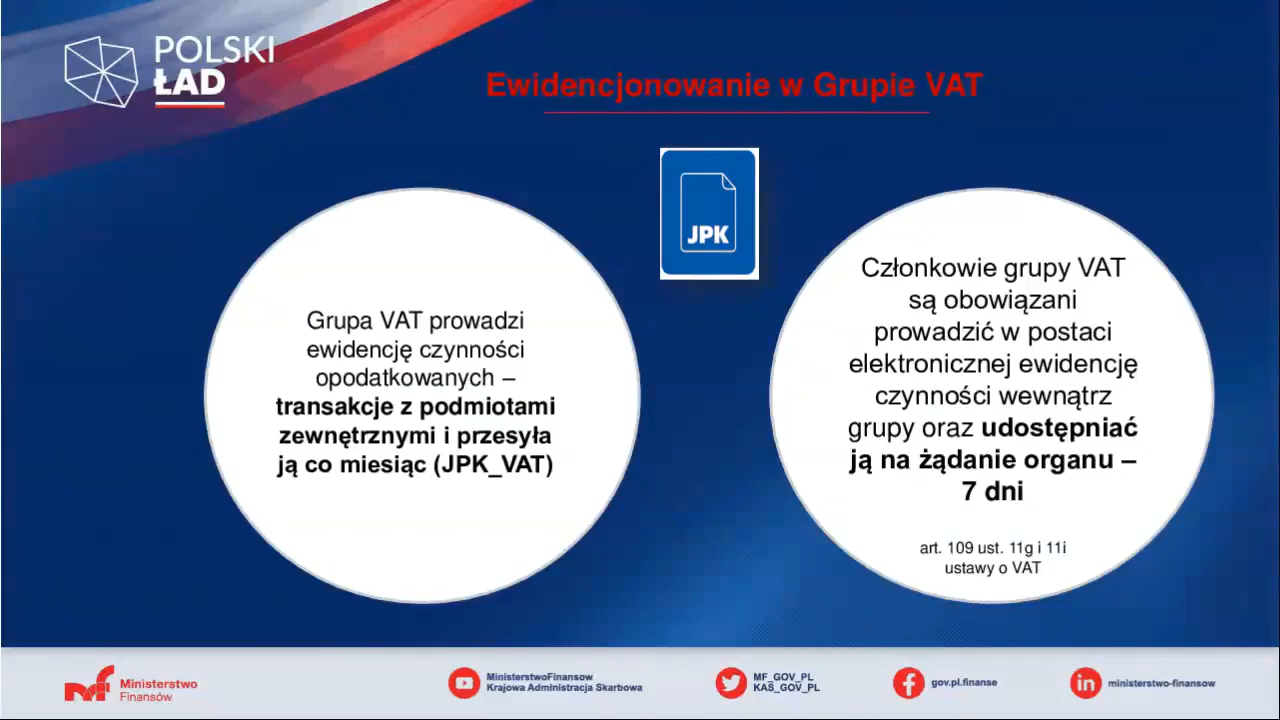 POLSKI
ŁAD
Ewidencjonowanie w Grupie VAT
JPK
Grupa VAT prowadzi
ewidencję czynności
opodatkowanych –
transakcje z podmiotami
zewnętrznymi i przesyła
ją co miesiąc (JPK_VAT)
Członkowie grupy VAT
są obowiązani
prowadzić w postaci
elektronicznej ewidencję
czynności wewnątrz
grupy oraz udostępniać
ją na żądanie organu –
7 dni
art. 109 ust. 11g i 11i
ustawy o VAT
Ministerstwo
Finansów
MinisterstwoFinansow
Krajowa Administracja Skarbowa
MF_GOV_PL
KAS_GOV_PL
gov.pl.finanse
ministerstwo-finansow